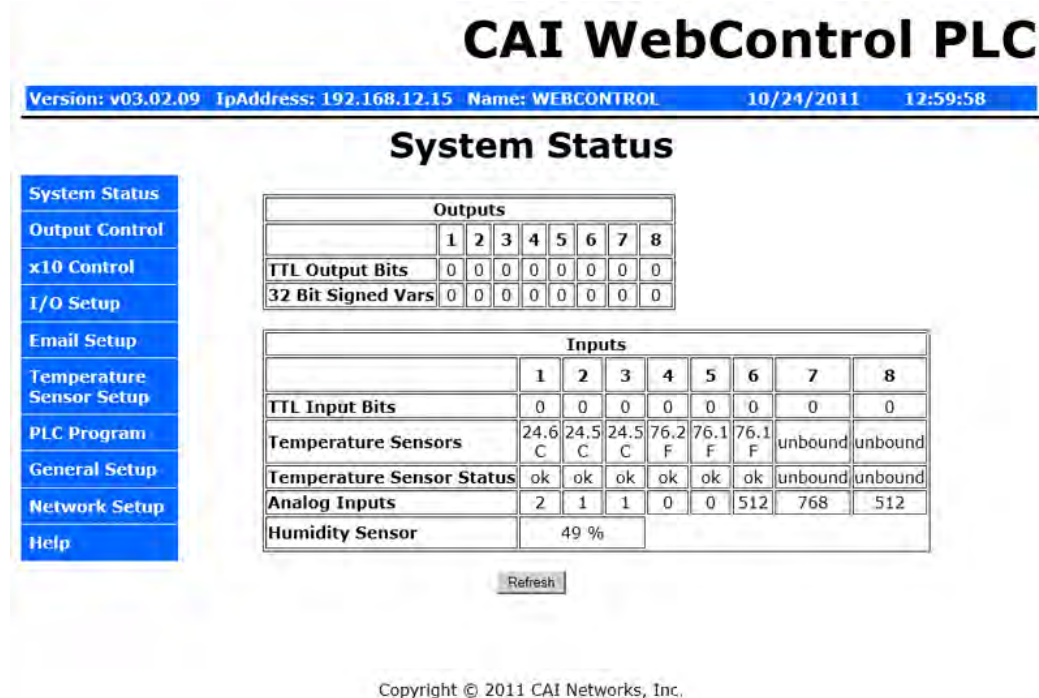 CAI WebControl PLC
Version: v03.02.09 IpAddress: 192.168.12.15 Name: WEBCONTROL 10/24/2011 12:59:58
System Status
System Status
Output Control
x10 Control
I/O Setup
Email Setup
Temperature
Sensor Setup
PLC Program
General Setup
Network Setup
Help
Outputs
1 2 3 4 5 6 7 8
TTL Output Bits 0 0 0 0 0 0 0 0
32 Bit Signed Vars 0 0 0 0 0 0 0 0
Inputs
1 2 3 4 5 6 7 8
TTL Input Bits 0 0 0 0 0 0 0 0
Temperature Sensors 24.6 C 24.5 C 24.5 C 76.2 F 76.1 F 76.1 F unbound unbound
Temperature Sensor Status ok ok ok ok ok ok unbound unbound
Analog Inputs 2 1 1 0 0 512 768 512
Humidity Sensor 49 %
Refresh
Copyright © 2011 CAI Networks, Inc.